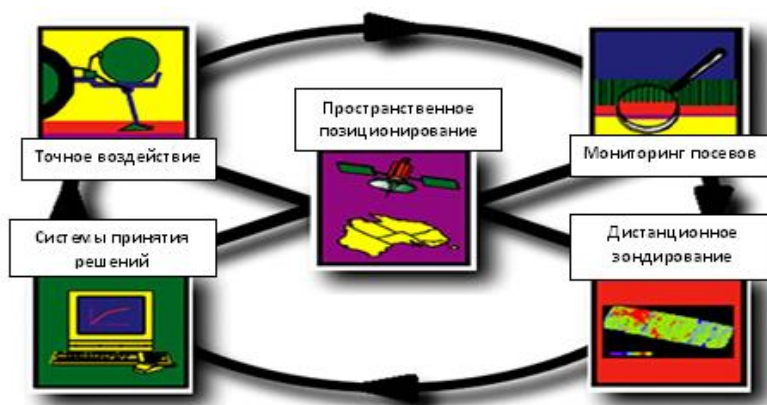 Пространственное
позиционирование
Точное воздействие
Мониторинг посевов
Системы принятия
решений
Дистанционное
зондирование